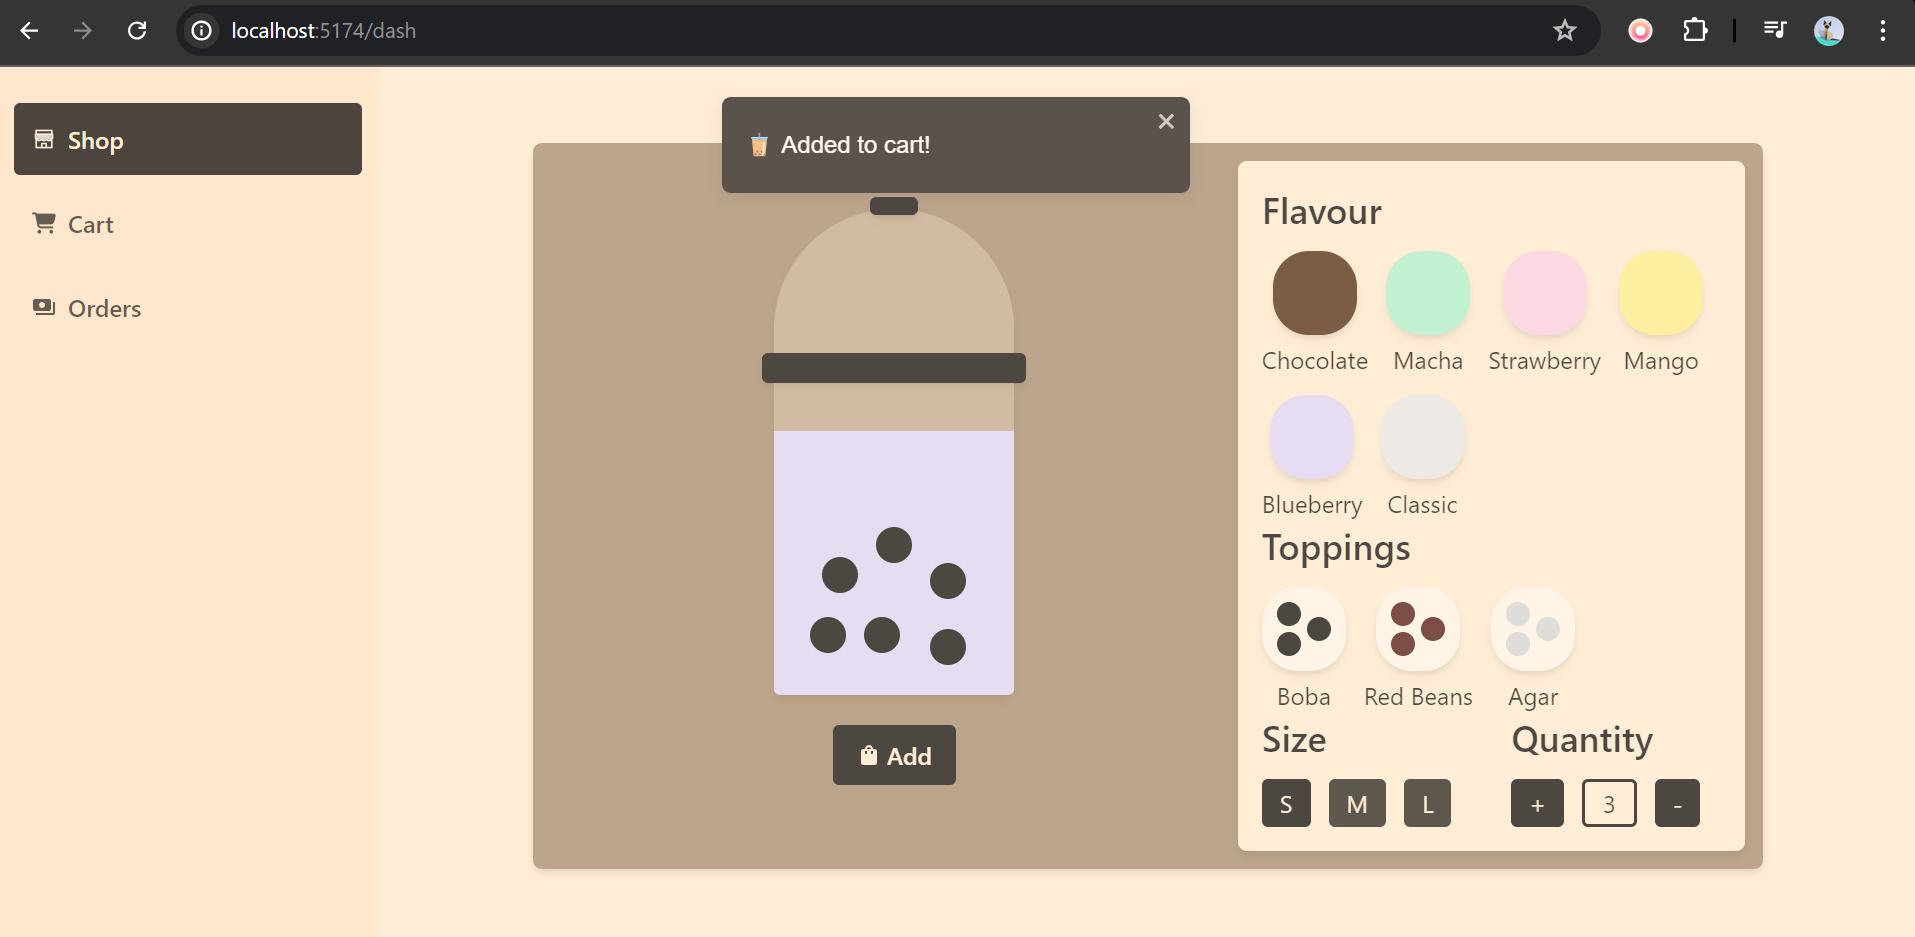 localhost:5174/dash
Shop
Cart
Orders
Added to cart!
Add
Flavour
Chocolate Macha Strawberry Mango
Blueberry Classic
Toppings
Boba Red Beans Agar
Size Quantity
S M L + 3 -